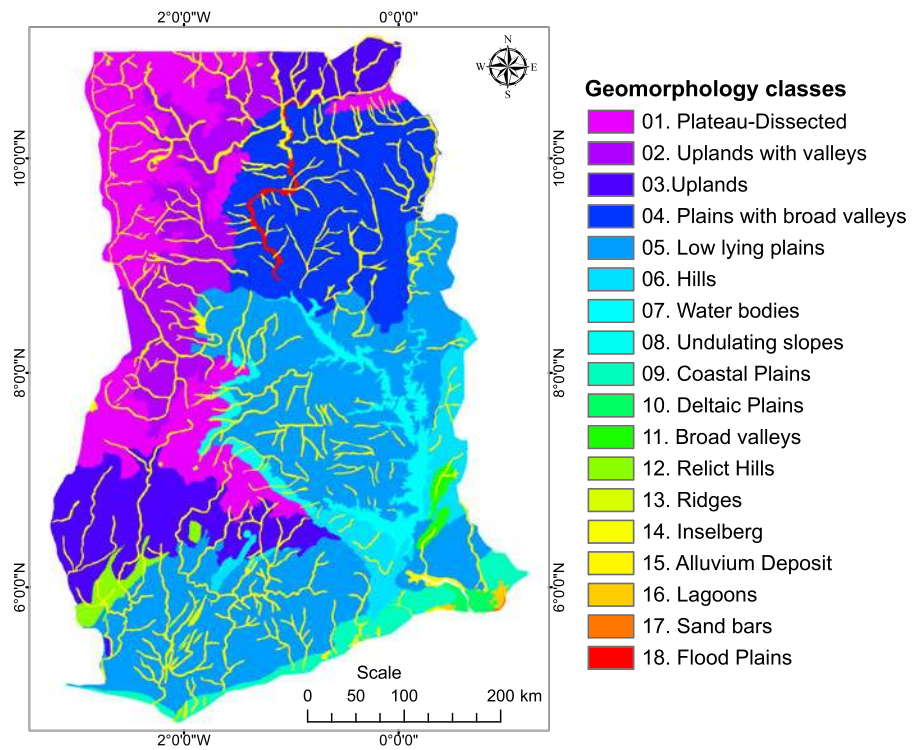 2°0'0"W 0°0'0"
N
W E
S
10°0'0"N 10°0'0"N
8°0'0"N 8°0'0"N
6°0'0"N 6°0'0"N
Scale
0 50 100 200 km
2°0'0"W 0°0'0"
Geomorphology classes
01. Plateau-Dissected
02. Uplands with valleys
03.Uplands
04. Plains with broad valleys
05. Low lying plains
06. Hills
07. Water bodies
08. Undulating slopes
09. Coastal Plains
10. Deltaic Plains
11. Broad valleys
12. Relict Hills
13. Ridges
14. Inselberg
15. Alluvium Deposit
16. Lagoons
17. Sand bars
18. Flood Plains